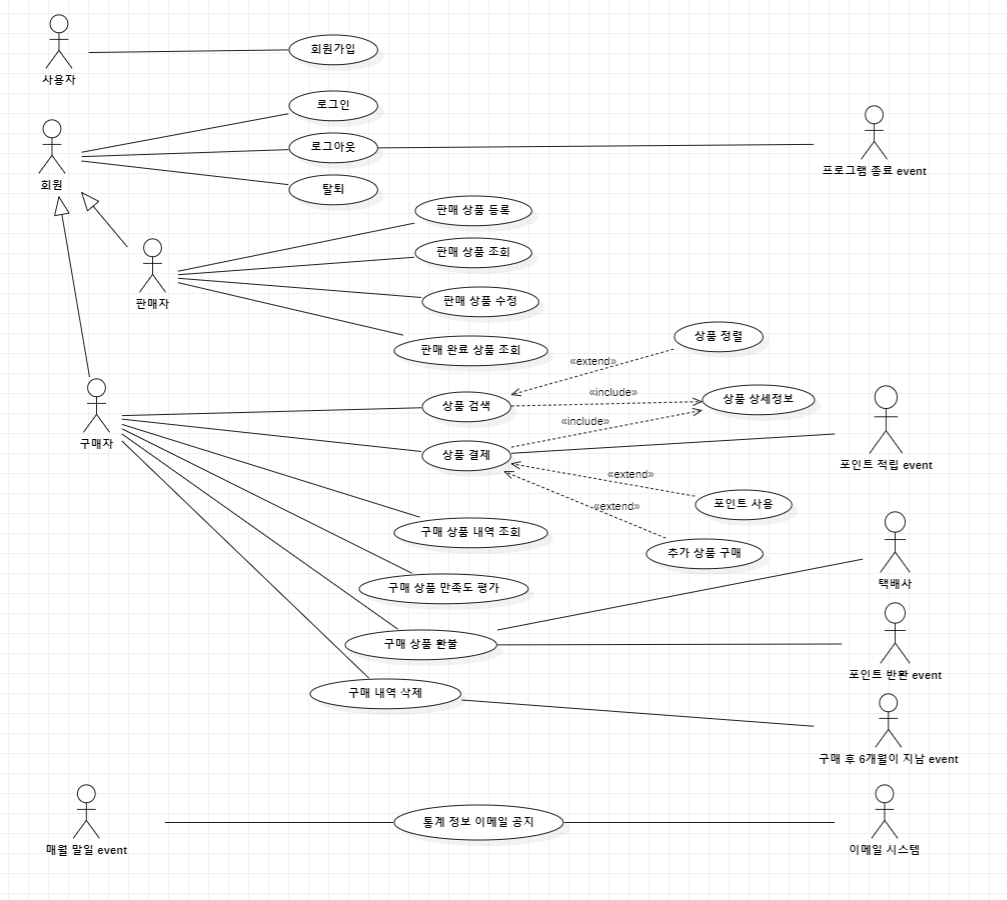 사용자
회원가입
회원
로그인
로그아웃
탈퇴
프로그램 종료 event
판매자
판매 상품 등록
판매 상품 조회
판매 상품 수정
판매 완료 상품 조회
구매자
상품 정렬
«extend»
상품 검색
«include»
상품 상세정보
«include»
상품 결제
포인트 적립 event
«extend»
포인트 사용
«extend»
추가 상품 구매
구매 상품 내역 조회
택배사
구매 상품 만족도 평가
구매 상품 환불
포인트 반환 event
구매 내역 삭제
구매 후 6개월이 지남 event
매월 말일 event
통계 정보 이메일 공지
이메일 시스템